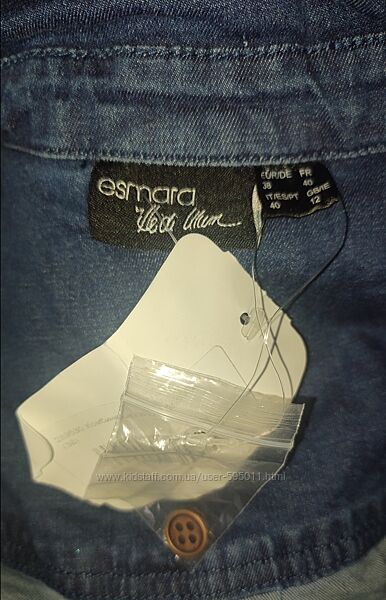 esmara
Heidi Klum
EUR/DE FR
38 40
IT/ES/PT GB/IE
40 12
www.kidstaff.com.ua/user-595011.html